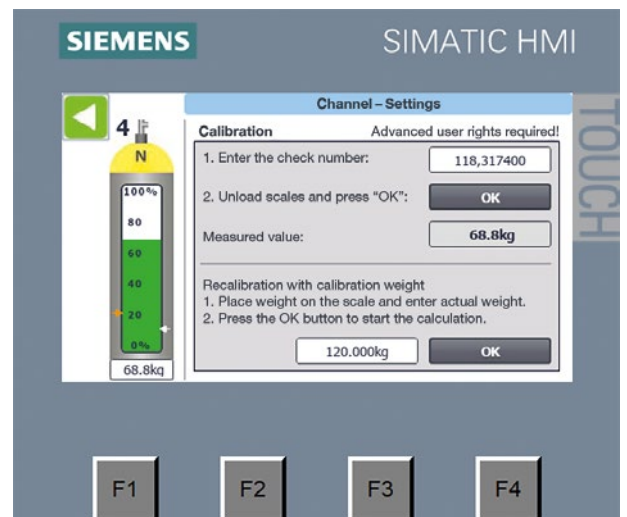 SIEMENS
SIMATIC HMI
TOUCH
Channel – Settings
4
N
100%
80
60
40
20
0%
68.8kg
Calibration
Advanced user rights required!
1. Enter the check number:
118,317400
2. Unload scales and press "OK":
OK
Measured value:
68.8kg
Recalibration with calibration weight
1. Place weight on the scale and enter actual weight.
2. Press the OK button to start the calculation.
120.000kg
OK
F1
F2
F3
F4